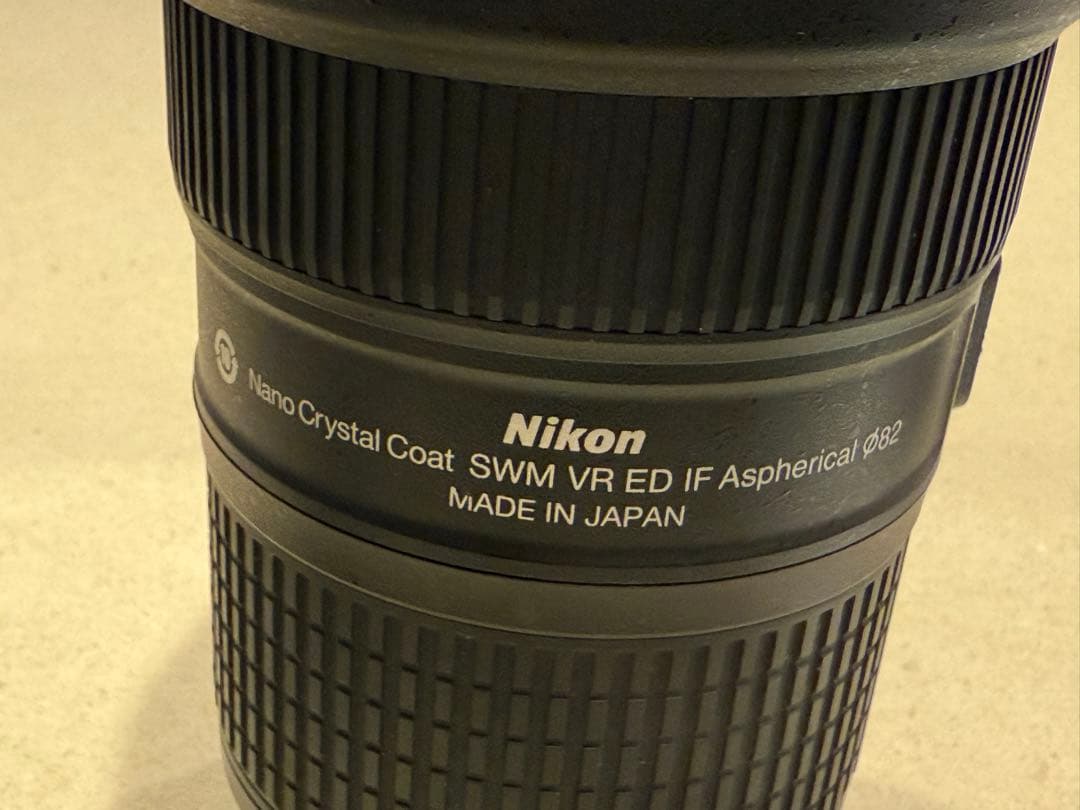 Nikon
N Nano Crystal Coat SWM VR ED IF Aspherical Ø82
MADE IN JAPAN